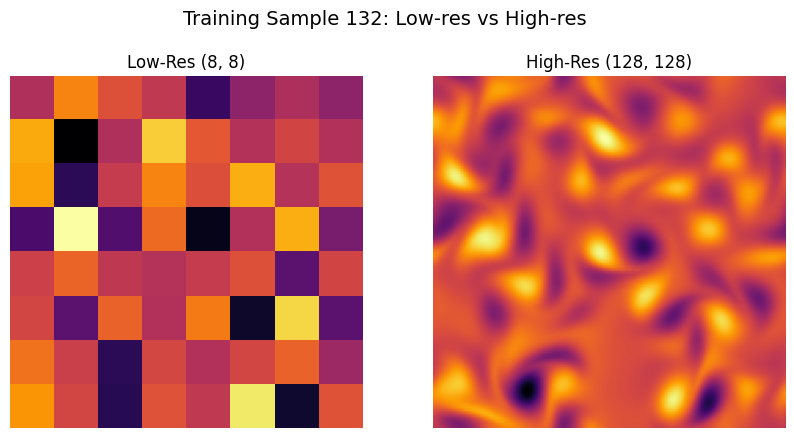 Training Sample 132: Low-res vs High-res
Low-Res (8, 8)
High-Res (128, 128)